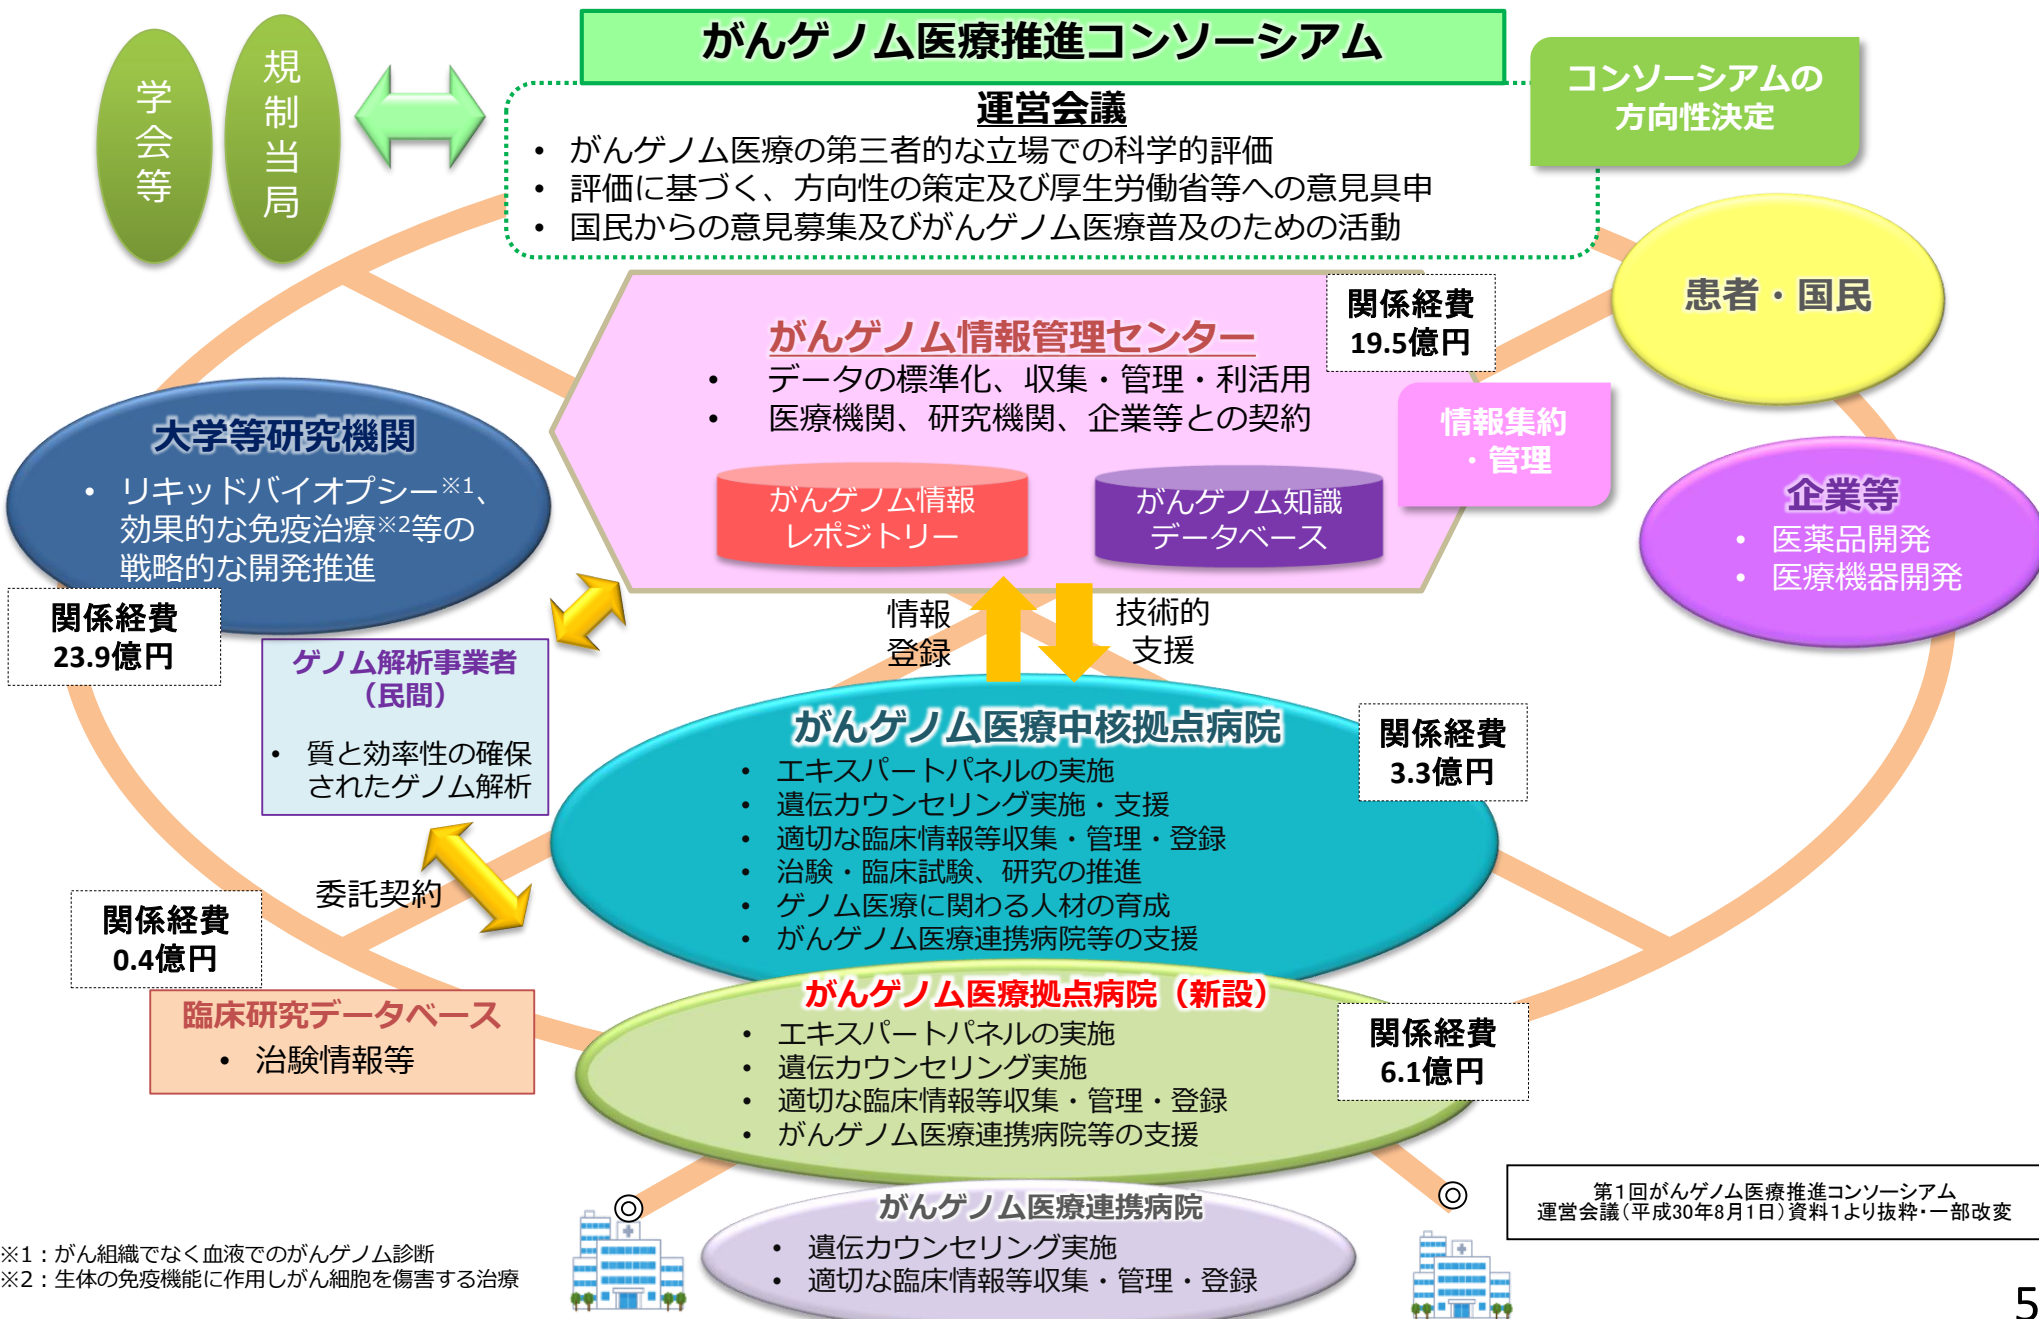 がんゲノム医療推進コンソーシアム
学会等
規制当局
コンソーシアムの
方向性決定
運営会議
• がんゲノム医療の第三者的な立場での科学的評価
• 評価に基づく、方向性の策定及び厚生労働省等への意見具申
• 国民からの意見募集及びがんゲノム医療普及のための活動
患者・国民
関係経費
19.5億円
がんゲノム情報管理センター
• データの標準化、収集・管理・利活用
• 医療機関、研究機関、企業等との契約
情報集約
・管理
がんゲノム情報
レポジトリー
がんゲノム知識
データベース
大学等研究機関
• リキッドバイオプシー※1、
効果的な免疫治療※2等の
戦略的な開発推進
関係経費
23.9億円
企業等
• 医薬品開発
• 医療機器開発
情報
登録
技術的
支援
ゲノム解析事業者
（民間）
• 質と効率性の確保
されたゲノム解析
委託契約
がんゲノム医療中核拠点病院
• エキスパートパネルの実施
• 遺伝カウンセリング実施・支援
• 適切な臨床情報等収集・管理・登録
• 治験・臨床試験、研究の推進
• ゲノム医療に関わる人材の育成
• がんゲノム医療連携病院等の支援
関係経費
3.3億円
関係経費
0.4億円
臨床研究データベース
• 治験情報等
がんゲノム医療拠点病院（新設）
• エキスパートパネルの実施
• 遺伝カウンセリング実施
• 適切な臨床情報等収集・管理・登録
• がんゲノム医療連携病院等の支援
関係経費
6.1億円
◎
◎
がんゲノム医療連携病院
• 遺伝カウンセリング実施
• 適切な臨床情報等収集・管理・登録
第１回がんゲノム医療推進コンソーシアム
運営会議（平成30年8月1日）資料１より抜粋・一部改変
※1：がん組織でなく血液でのがんゲノム診断
※2：生体の免疫機能に作用しがん細胞を傷害する治療
5